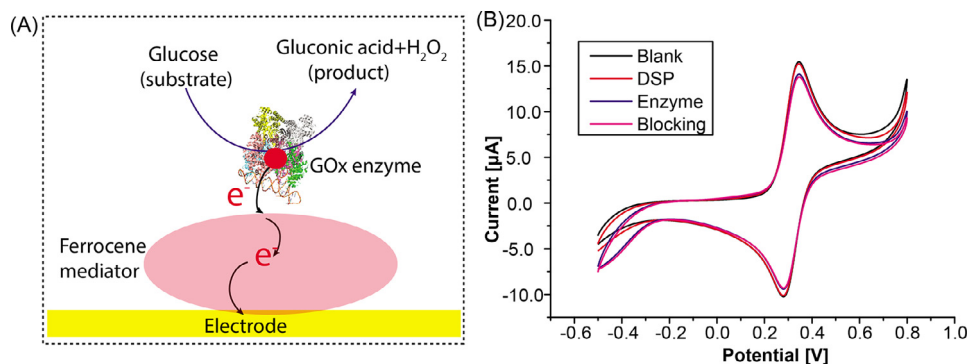 (A)
Glucose
(substrate)
Gluconic acid+H₂O₂
(product)
GOx enzyme
e⁻
Ferrocene
mediator
e⁻
Electrode
(B)
20.0
15.0
10.0
5.0
0.0
-5.0
-10.0
Current [µA]
Blank
DSP
Enzyme
Blocking
-0.6 -0.4 -0.2 0.0 0.2 0.4 0.6 0.8 1.0
Potential [V]